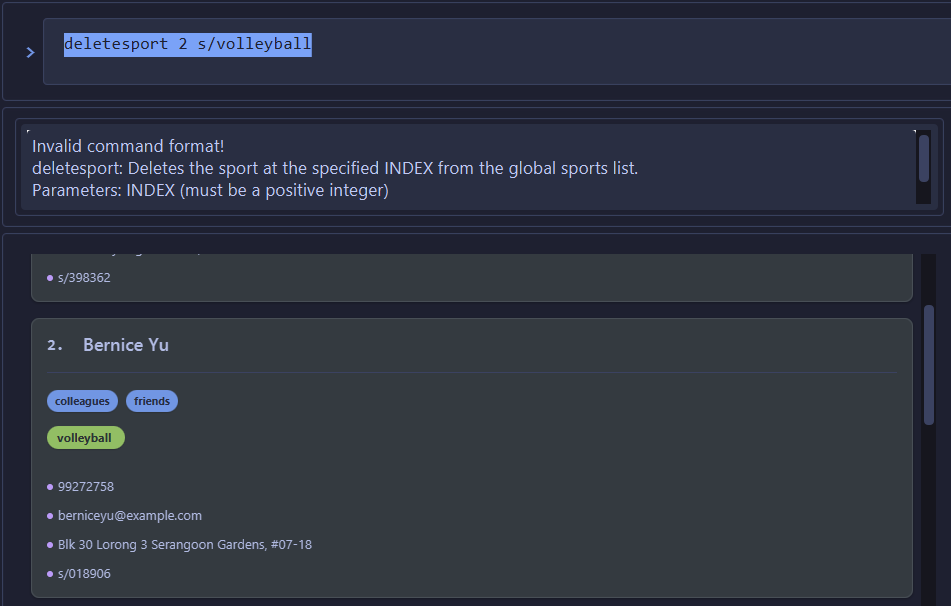 >
deletesport 2 s/volleyball
Invalid command format!
deletesport: Deletes the sport at the specified INDEX from the global sports list.
Parameters: INDEX (must be a positive integer)
s/398362
2. Bernice Yu
colleagues friends
volleyball
99272758
berniceyu@example.com
Blk 30 Lorong 3 Serangoon Gardens, #07-18
s/018906